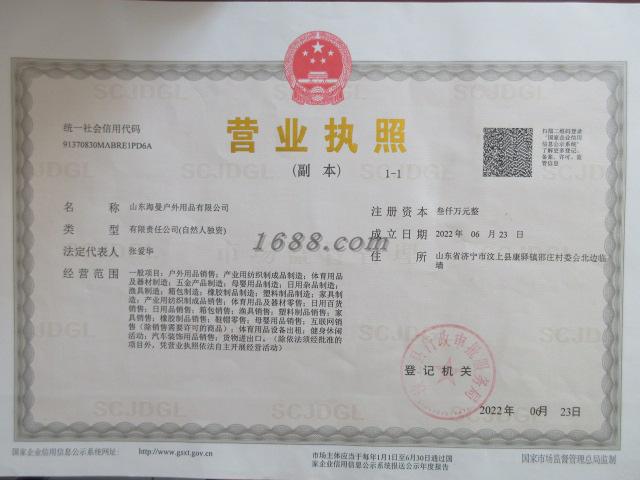 统一社会信用代码
91370830MABRE1PD6A
营业执照
(副 本) 1-1
扫描二维码登录
"国家企业信用
信息公示系统"
了解更多登记、
备案、许可、监
管信息
名 称 山东海曼户外用品有限公司
类 型 有限责任公司(自然人独资)
法定代表人 张爱华
经营范围 一般项目:户外用品销售;产业用纺织制成品制造;体育用品
及器材制造;五金产品制造;母婴用品制造;日用杂品制造;
渔具制造;箱包制造;橡胶制品制造;塑料制品制造;家具制
造;产业用纺织制成品销售;体育用品及器材零售;日用百货
销售;日用品销售;箱包销售;渔具销售;塑料制品销售;家
具销售;橡胶制品销售;鞋帽零售;母婴用品销售;互联网销
售(除销售需要许可的商品);体育用品设备出租;健身休闲
活动;汽车装饰用品销售;货物进出口。(除依法须经批准的
项目外,凭营业执照依法自主开展经营活动)
注册资本 叁仟万元整
成立日期 2022 年 06 月 23 日
住 所 山东省济宁市汶上县康驿镇邵庄村委会北边临
墙
1688.com
登记机关
2022 年 06月 23日
国家企业信用信息公示系统网址: http://www.gsxt.gov.cn
市场主体应当于每年1月1日至6月30日通过国
家企业信用信息公示系统报送公示年度报告
国家市场监督管理总局监制